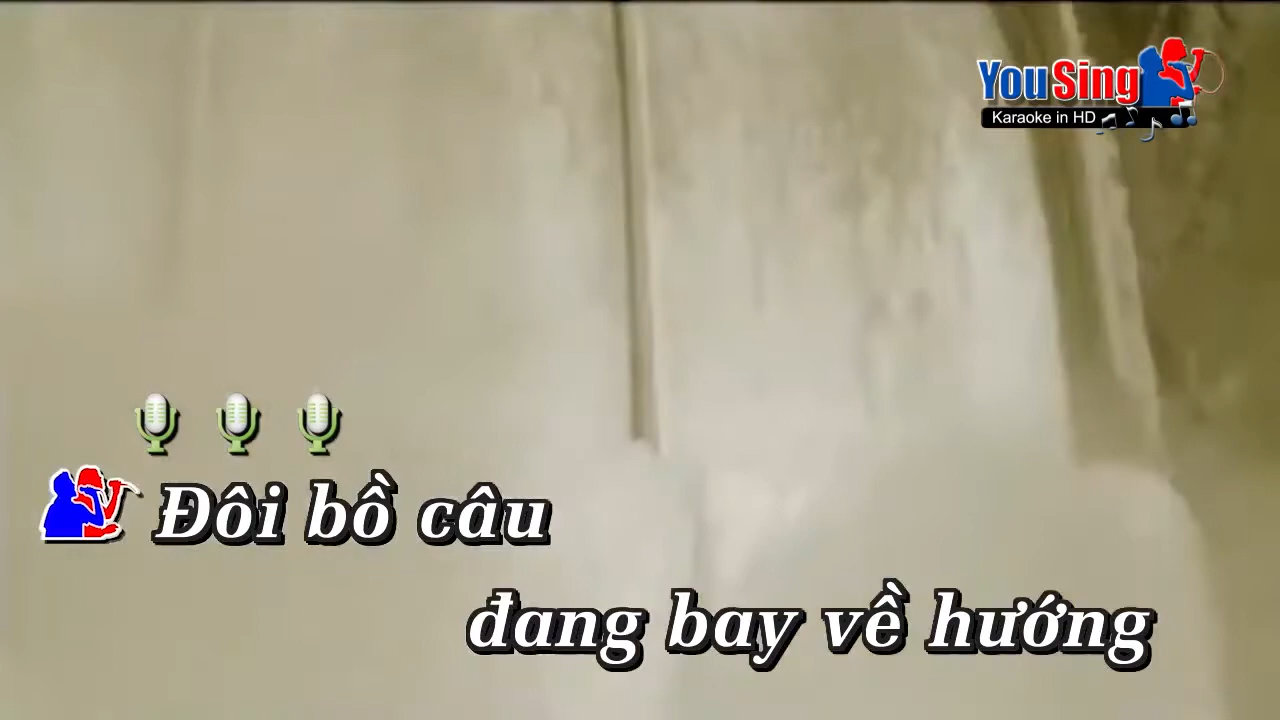 YouSing
Karaoke in HD
Đôi bồ câu
đang bay về hướng